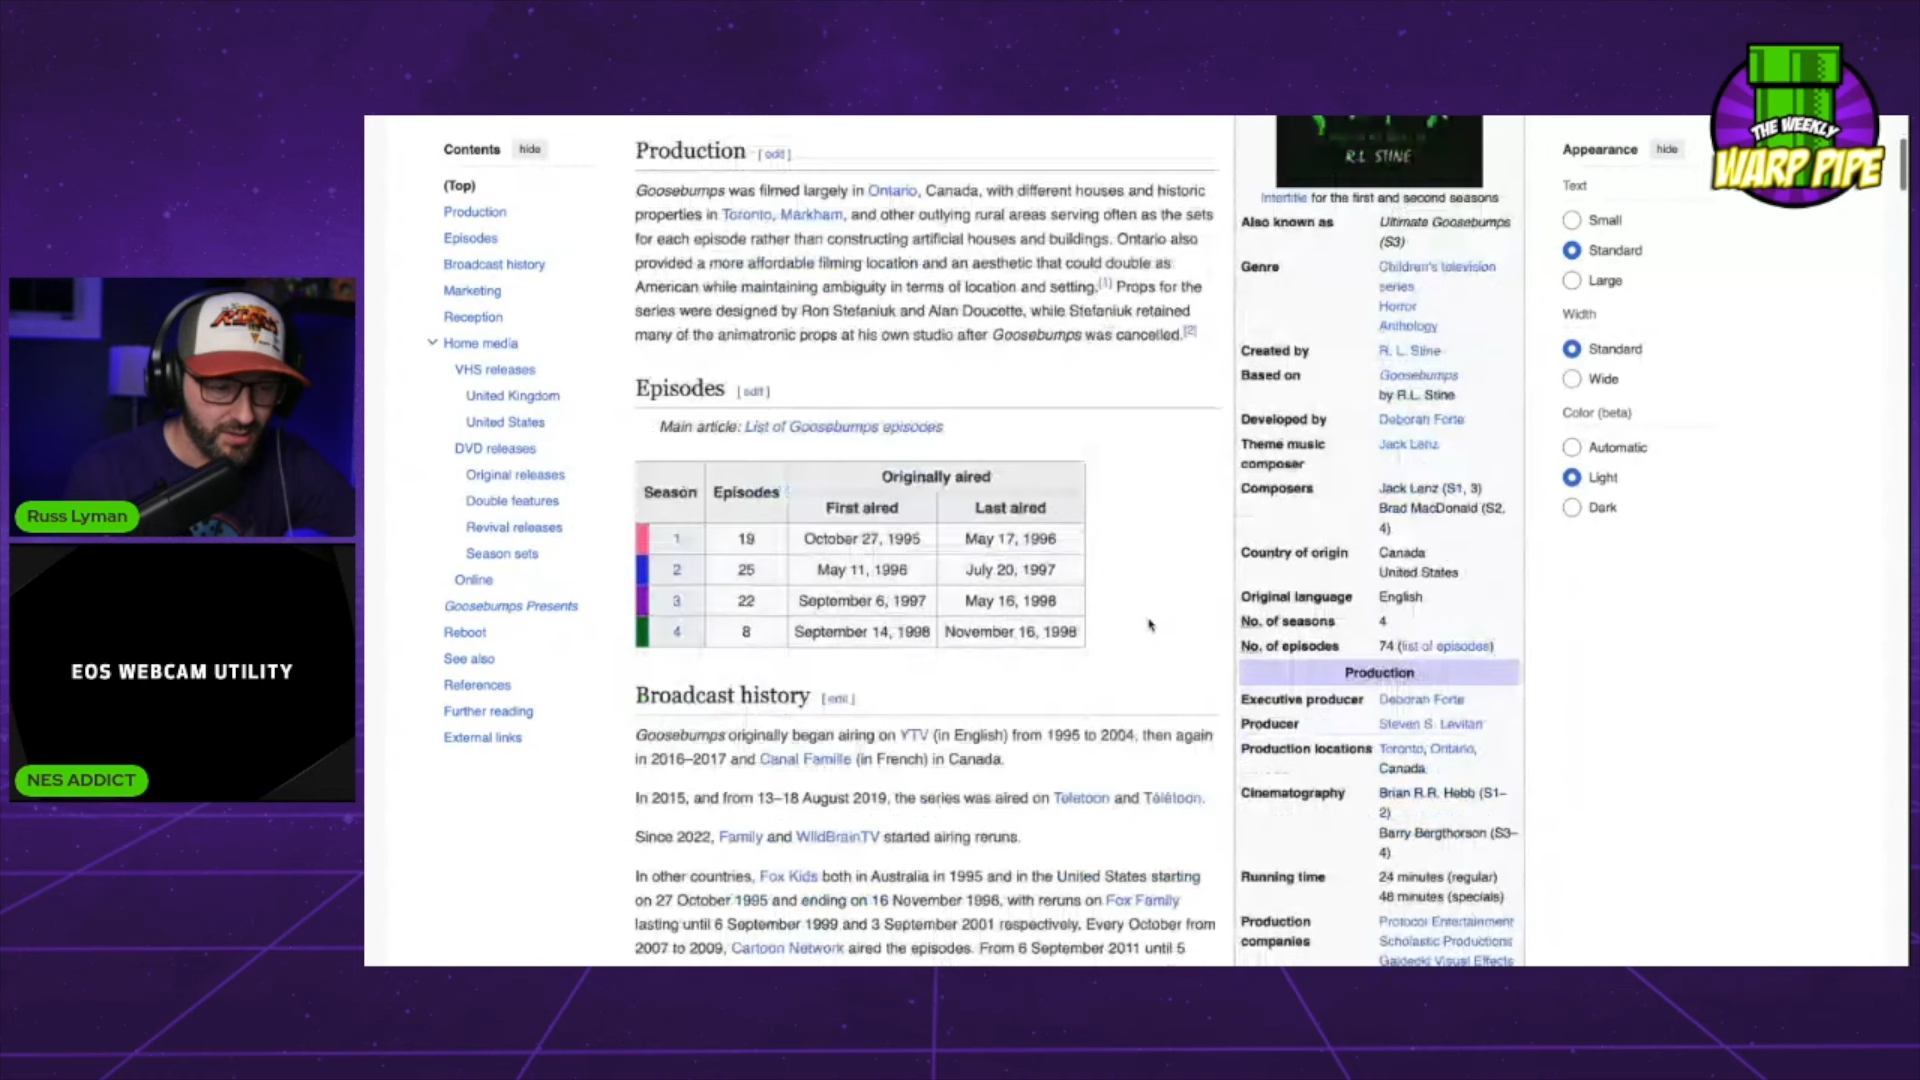 THE WEEKLY
WARP PIPE
Contents hide
(Top)
Production
Episodes
Broadcast history
Marketing
Reception
Home media
VHS releases
United Kingdom
United States
DVD releases
Original releases
Double features
Revival releases
Season sets
Online
Goosebumps Presents
Reboot
See also
References
Further reading
External links
Production [edit]
Goosebumps was filmed largely in Ontario, Canada, with different houses and historic
properties in Toronto, Markham, and other outlying rural areas serving often as the sets
for each episode rather than constructing artificial houses and buildings. Ontario also
provided a more affordable filming location and an aesthetic that could double as
American while maintaining ambiguity in terms of location and setting.[1] Props for the
series were designed by Ron Stefaniuk and Alan Doucette, while Stefaniuk retained
many of the animatronic props at his own studio after Goosebumps was cancelled.[2]
Episodes [edit]
Main article: List of Goosebumps episodes
Season Episodes Originally aired
First aired Last aired
1 19 October 27, 1995 May 17, 1996
2 25 May 11, 1996 July 20, 1997
3 22 September 6, 1997 May 16, 1998
4 8 September 14, 1998 November 16, 1998
Broadcast history [edit]
Goosebumps originally began airing on YTV (in English) from 1995 to 2004, then again
in 2016–2017 and Canal Famille (in French) in Canada.
In 2015, and from 13–18 August 2019, the series was aired on Teletoon and Télétoon.
Since 2022, Family and WildBrainTV started airing reruns.
In other countries, Fox Kids both in Australia in 1995 and in the United States starting
on 27 October 1995 and ending on 16 November 1998, with reruns on Fox Family
lasting until 6 September 1999 and 3 September 2001 respectively. Every October from
2007 to 2009, Cartoon Network aired the episodes. From 6 September 2011 until 5
R.L. STINE
Intertitle for the first and second seasons
Also known as Ultimate Goosebumps
(S3)
Genre Children's television
series
Horror
Anthology
Created by R. L. Stine
Based on Goosebumps
by R.L. Stine
Developed by Deborah Forte
Theme music Jack Lenz
composer
Composers Jack Lenz (S1, 3)
Brad MacDonald (S2,
4)
Country of origin Canada
United States
Original language English
No. of seasons 4
No. of episodes 74 (list of episodes)
Production
Executive producer Deborah Forte
Producer Steven S. Levitan
Production locations Toronto, Ontario,
Canada
Cinematography Brian R.R. Hebb (S1–
2)
Barry Bergthorson (S3–
4)
Running time 24 minutes (regular)
48 minutes (specials)
Production Protocol Entertainment
companies Scholastic Productions
Gajdecki Visual Effects
Appearance hide
Text
Small
Standard
Large
Width
Standard
Wide
Color (beta)
Automatic
Light
Dark
Russ Lyman
EOS WEBCAM UTILITY
NES ADDICT